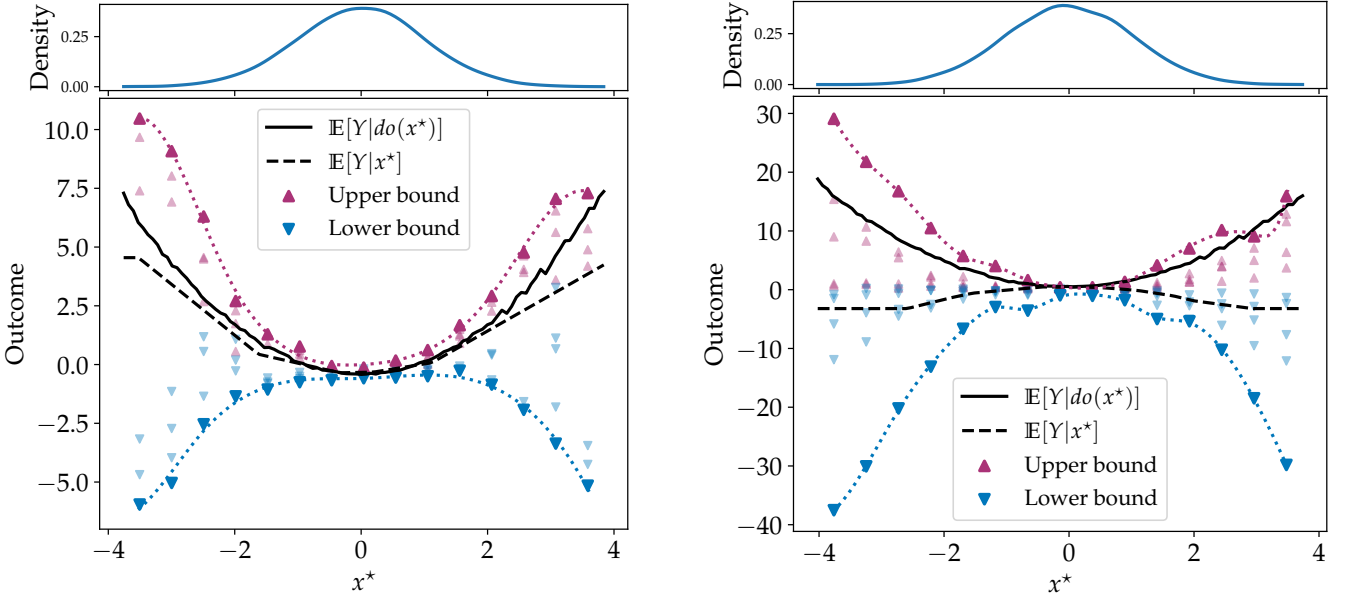 Density
0.25
0.00
Outcome
10.0
7.5
5.0
2.5
0.0
−2.5
−5.0
𝔼[Y|do(x⋆)]
𝔼[Y|x⋆]
Upper bound
Lower bound
−4
−2
0
2
4
x⋆
Density
0.25
0.00
Outcome
30
20
10
0
−10
−20
−30
−40
𝔼[Y|do(x⋆)]
𝔼[Y|x⋆]
Upper bound
Lower bound
−4
−2
0
2
4
x⋆